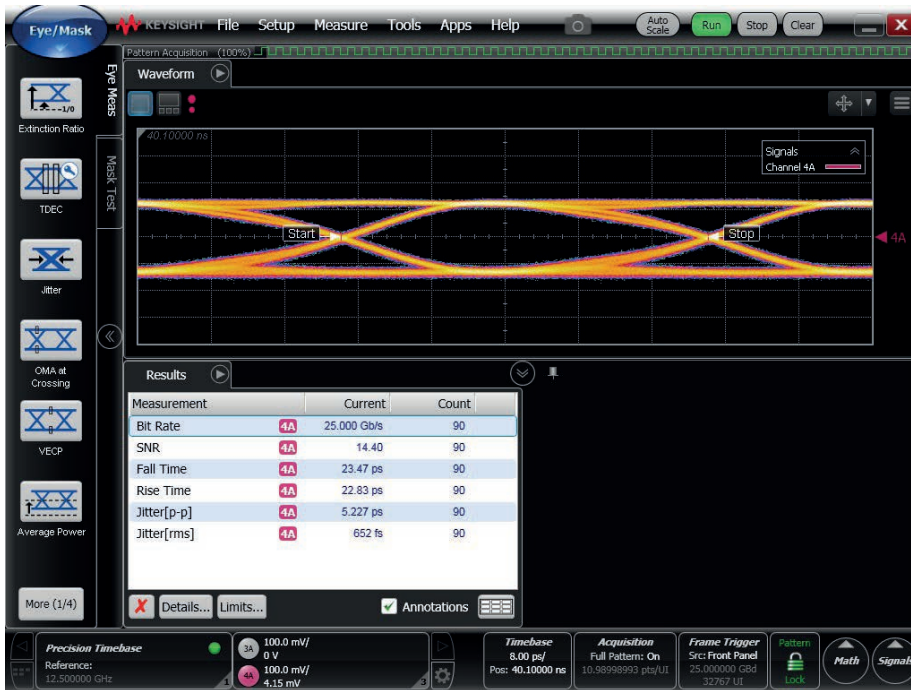 Eye/Mask
KEYSIGHT File Setup Measure Tools Apps Help
Auto Scale
Run
Stop
Clear
X
Pattern Acquisition (100%)
Eye Meas
Mask Test
1/0
Extinction Ratio
TDEC
Jitter
OMA at
Crossing
VECP
Average Power
More (1/4)
Waveform
40.10000 ns
Signals
Channel 4A
Start
Stop
4A
Results
Measurement Current Count
Bit Rate 4A 25.000 Gb/s 90
SNR 4A 14.40 90
Fall Time 4A 23.47 ps 90
Rise Time 4A 22.83 ps 90
Jitter[p-p] 4A 5.227 ps 90
Jitter[rms] 4A 652 fs 90
Details... Limits... Annotations
Precision Timebase
Reference:
12.500000 GHz
1
3A 100.0 mV/
0 V
4A 100.0 mV/
4.15 mV
3
Timebase
8.00 ps/
Pos: 40.10000 ns
Acquisition
Full Pattern: On
10.98998993 pts/UI
Frame Trigger
Src: Front Panel
25.000000 GBd
32767 UI
Pattern
Lock
Math
Signals